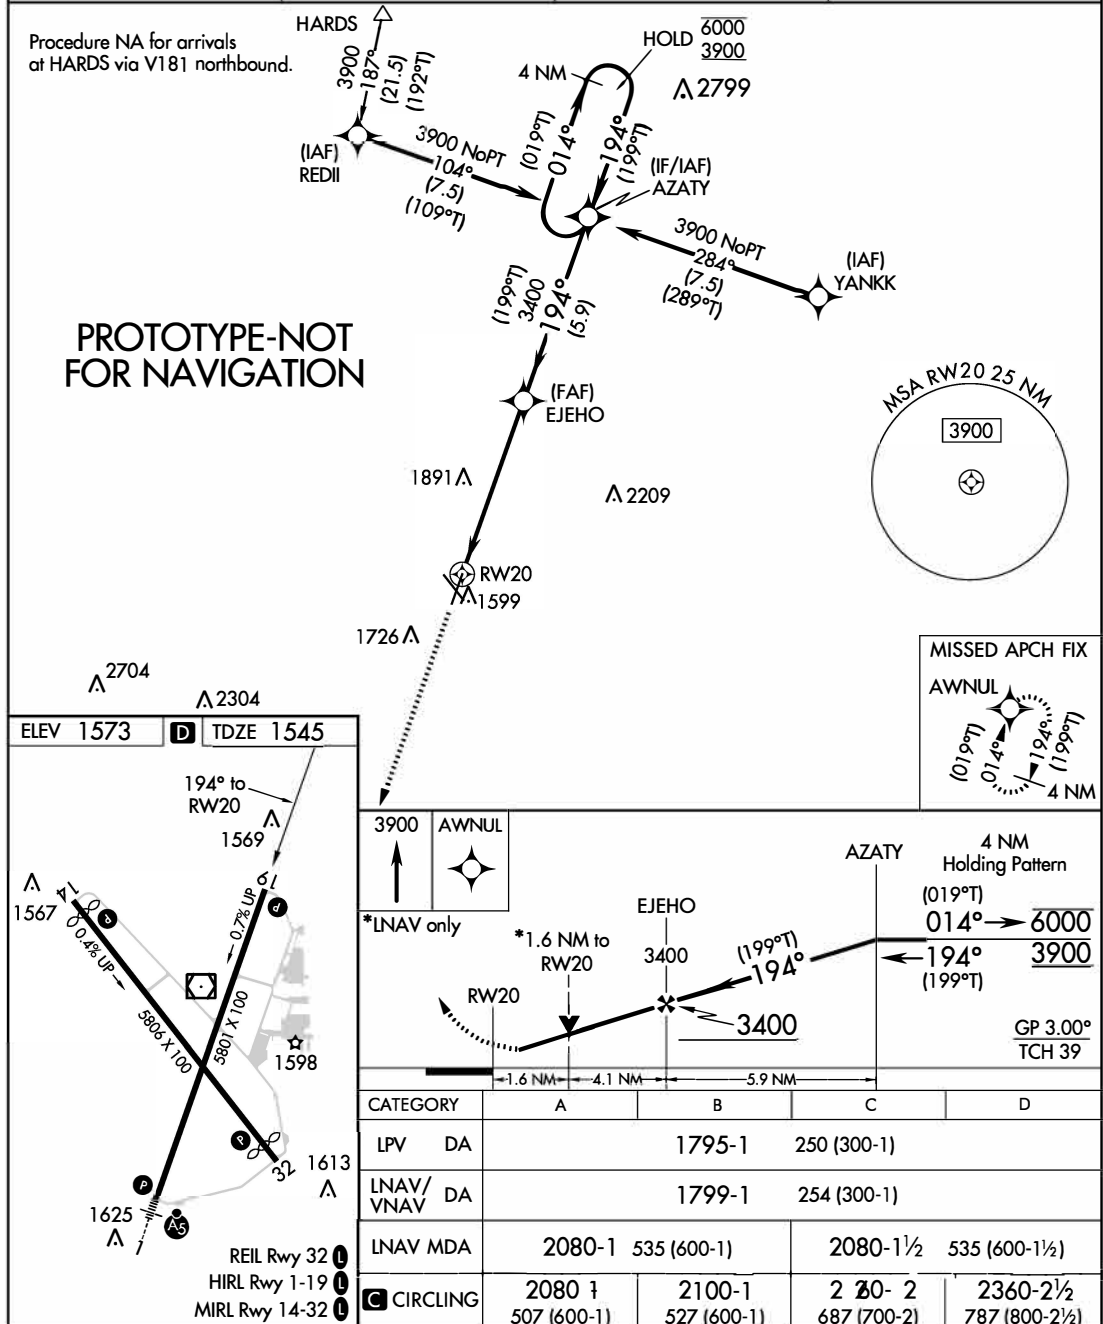 Procedure NA for arrivals
at HARDS via V181 northbound.
HARDS
3900
187°
(21.5)
(192°T)
HOLD 6000
3900
4 NM
2799
(019°T)
014°
194°
(199°T)
(IAF)
REDII
3900 NoPT
104°
(7.5)
(109°T)
(IF/IAF)
AZATY
3900 NoPT
284°
(7.5)
(289°T)
(IAF)
YANKK
(199°T)
3400
194°
(5.9)
PROTOTYPE-NOT
FOR NAVIGATION
(FAF)
EJEHO
MSA RW20 25 NM
3900
1891
2209
RW20
1599
1726
2704
2304
MISSED APCH FIX
AWNUL
(019°T)
014°
194°
(199°T)
4 NM
ELEV 1573 D TDZE 1545
194° to
RW20
1569
1567
14
19
P
P
0.4% UP
0.7% UP
5806 X 100
5801 X 100
1598
P
32
1613
P
1625
A5
1
REIL Rwy 32 L
HIRL Rwy 1-19 L
MIRL Rwy 14-32 L
3900 AWNUL
*LNAV only
AZATY
4 NM
Holding Pattern
(019°T)
014° 6000
194° 3900
(199°T)
EJEHO
3400
*1.6 NM to
RW20
(199°T)
194°
RW20
3400
GP 3.00°
TCH 39
1.6 NM 4.1 NM 5.9 NM
CATEGORY A B C D
LPV DA 1795-1 250 (300-1)
LNAV/
VNAV DA 1799-1 254 (300-1)
LNAV MDA 2080-1 535 (600-1) 2080-1½ 535 (600-1½)
C CIRCLING 2080 1 2100-1 2360-2½
507 (600-1) 527 (600-1) 687 (700-2) 787 (800-2½)